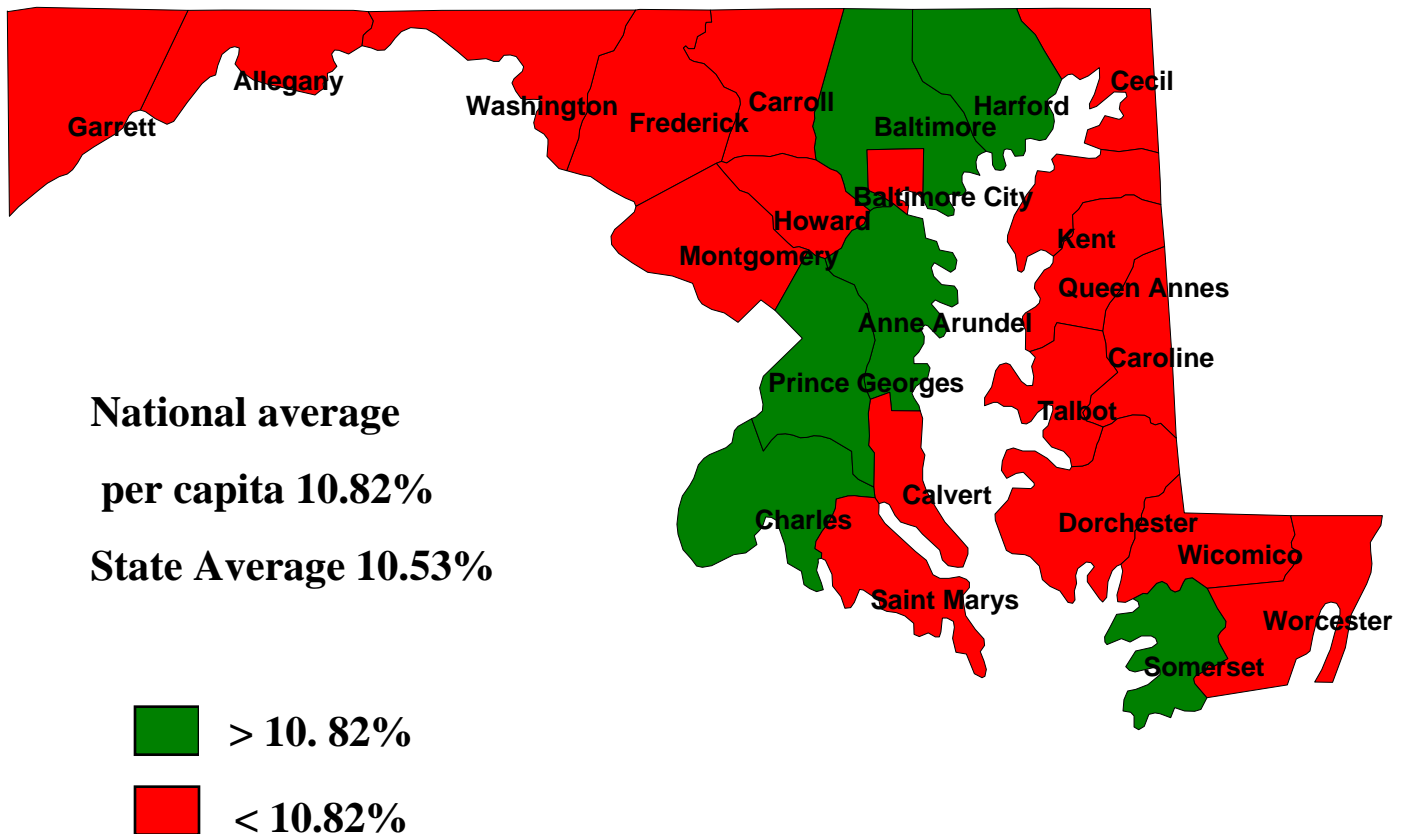 Allegany
Cecil
Washington
Carroll
Harford
Garrett
Frederick
Baltimore
Baltimore City
Howard
Kent
Montgomery
Queen Annes
Anne Arundel
Caroline
Prince Georges
Talbot
National average
per capita 10.82%
State Average 10.53%
Calvert
Charles
Dorchester
Wicomico
Saint Marys
Worcester
Somerset
> 10. 82%
< 10.82%